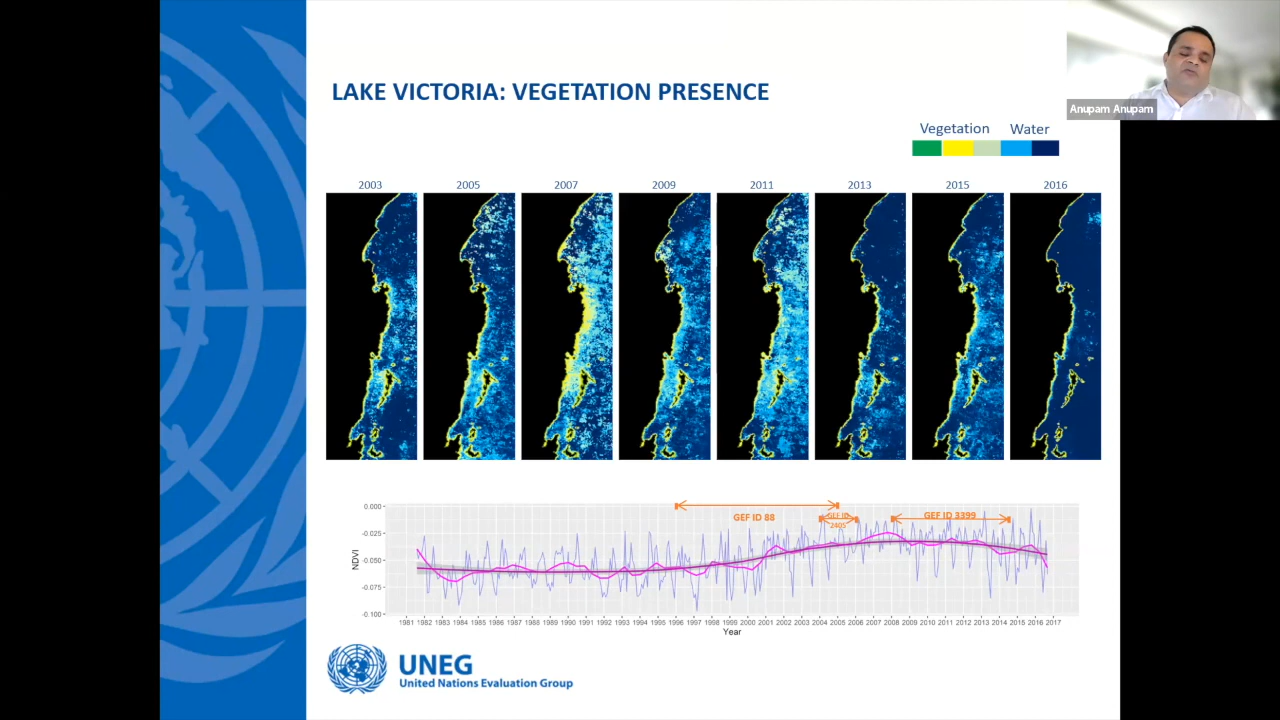 Anupam Anupam
LAKE VICTORIA: VEGETATION PRESENCE
Vegetation Water
2003 2005 2007 2009 2011 2013 2015 2016
0.000
-0.025
-0.050
-0.075
-0.100
NDVI
GEF ID 88
GEF ID
2405
GEF ID 3399
1981 1982 1983 1984 1985 1986 1987 1988 1989 1990 1991 1992 1993 1994 1995 1996 1997 1998 1999 2000 2001 2002 2003 2004 2005 2006 2007 2008 2009 2010 2011 2012 2013 2014 2015 2016 2017
Year
UNEG
United Nations Evaluation Group